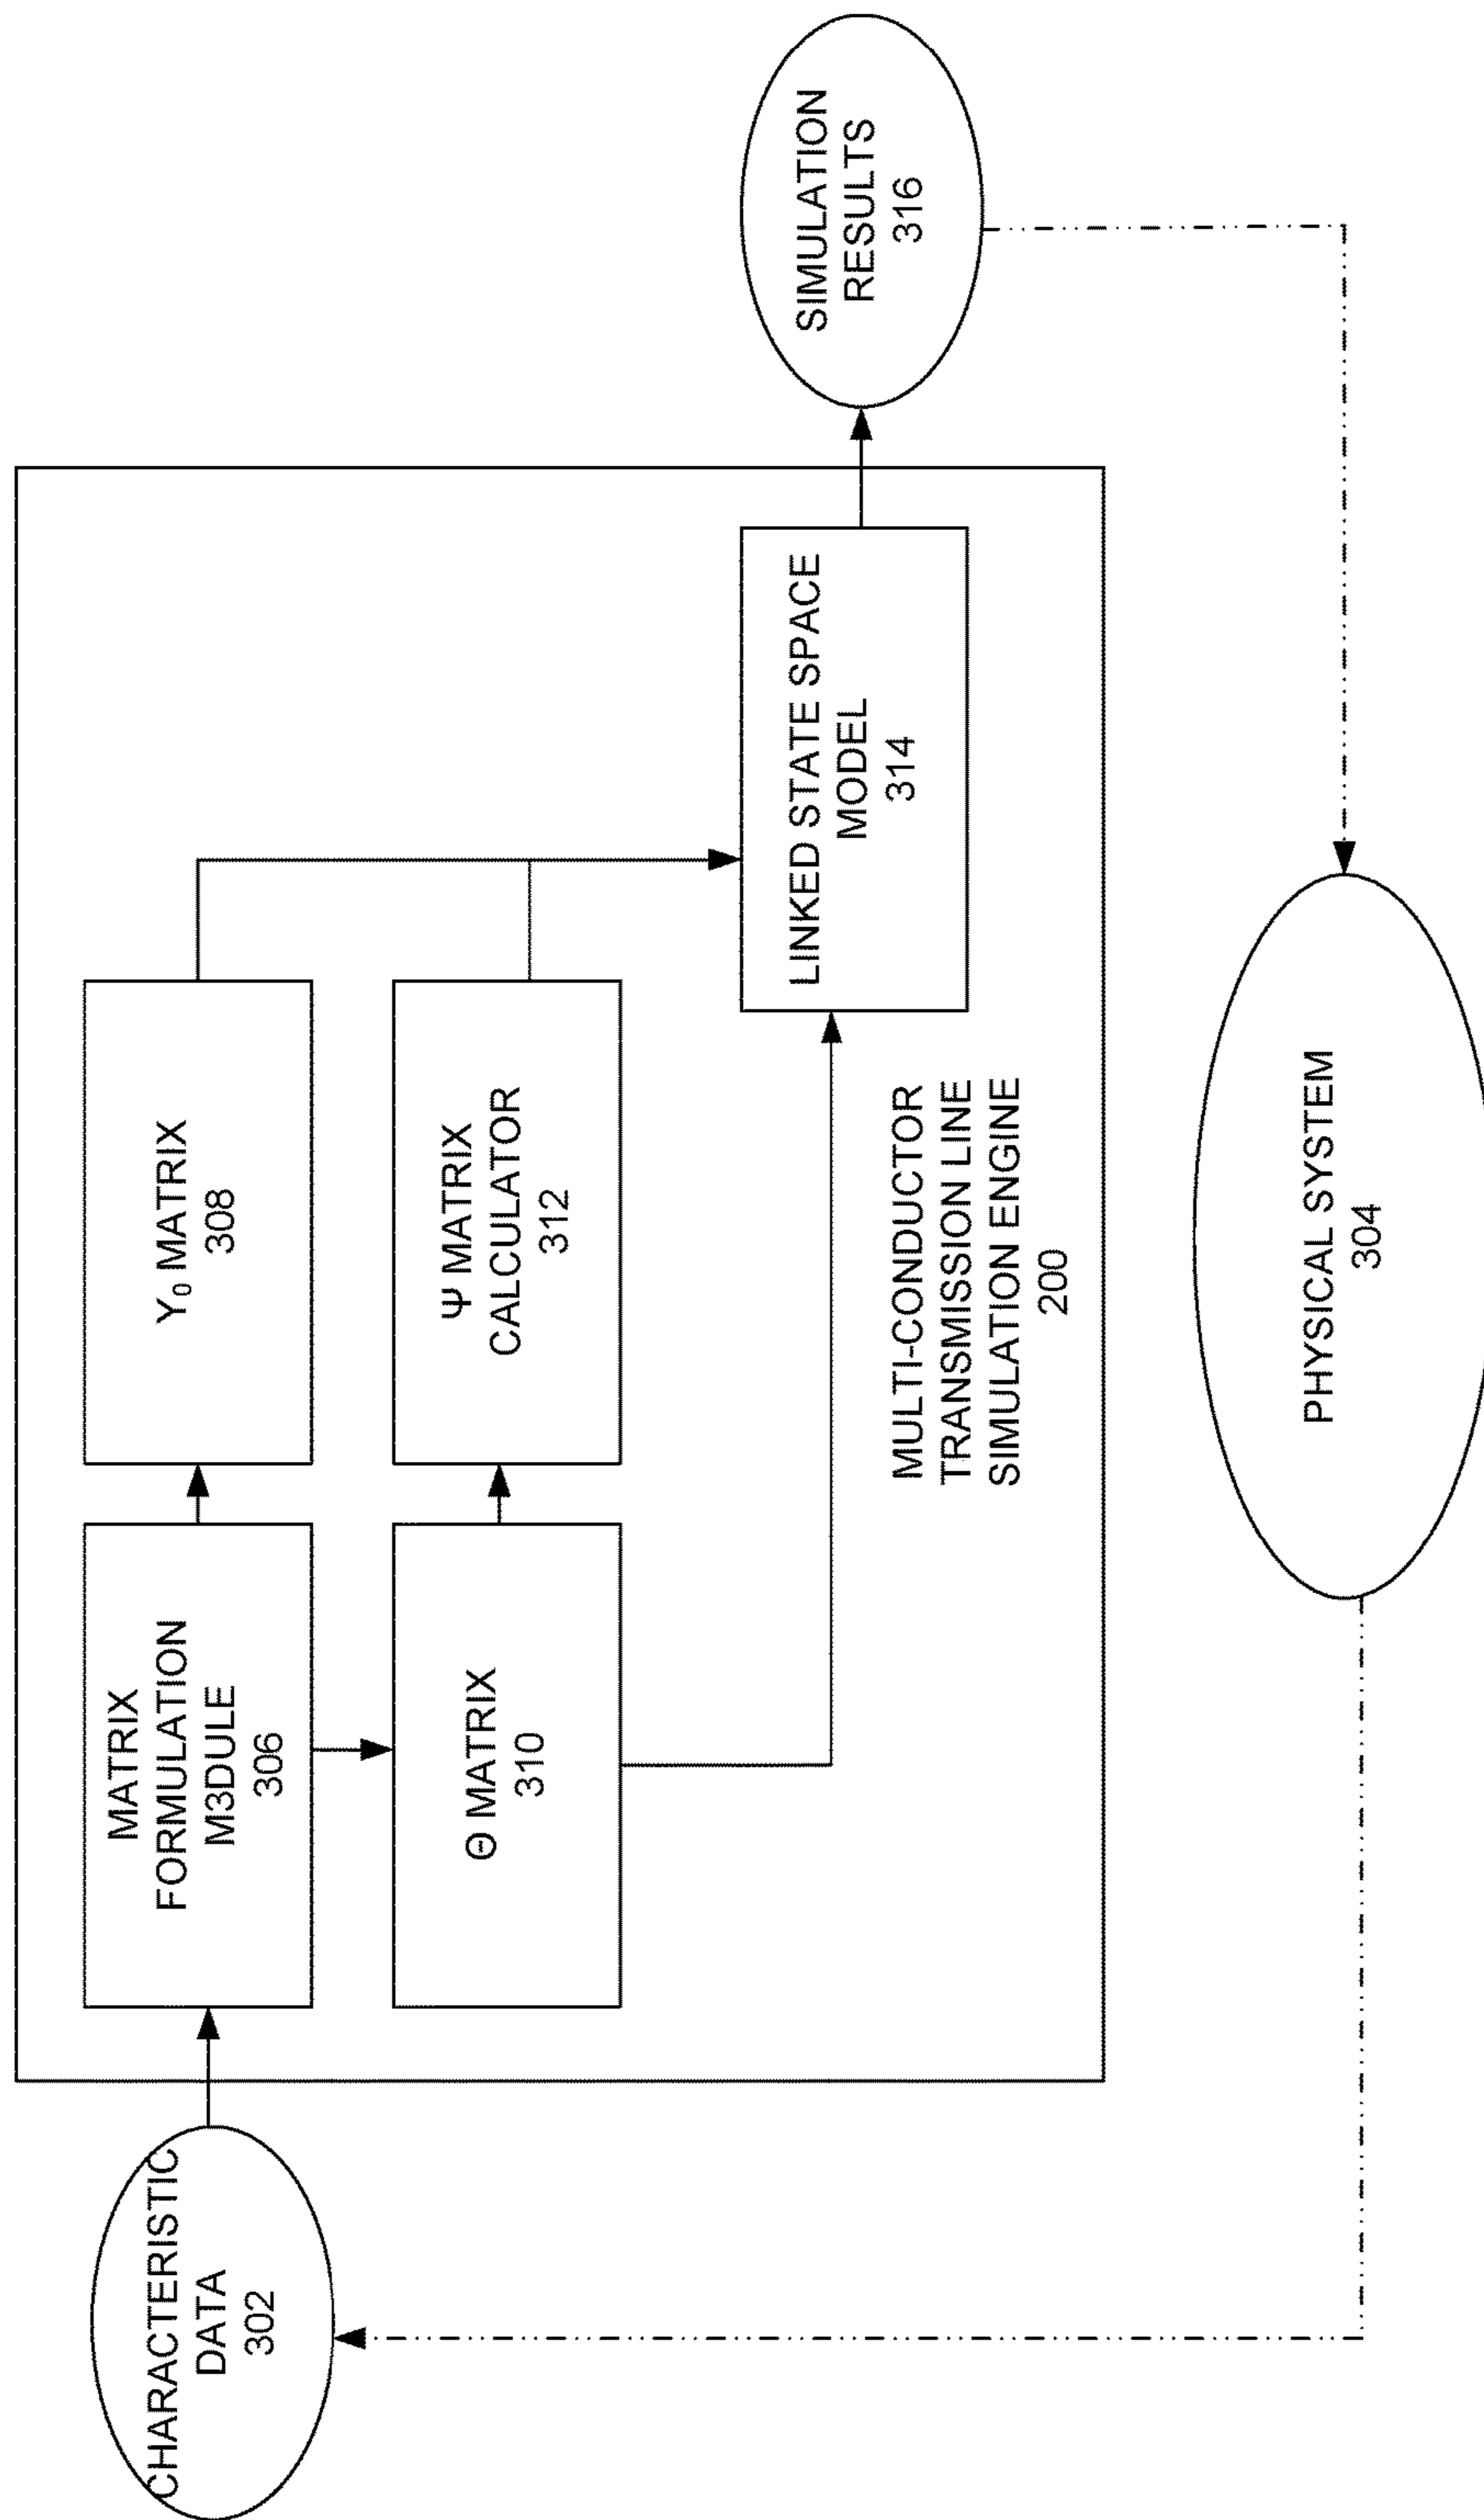 CHARACTERISTIC
DATA
302
MATRIX
FORMULATION
M3DULE
306
Y₀ MATRIX
308
Θ MATRIX
310
Ψ MATRIX
CALCULATOR
312
LINKED STATE SPACE
MODEL
314
MULTI-CONDUCTOR
TRANSMISSION LINE
SIMULATION ENGINE
200
SIMULATION
RESULTS
316
PHYSICAL SYSTEM
304